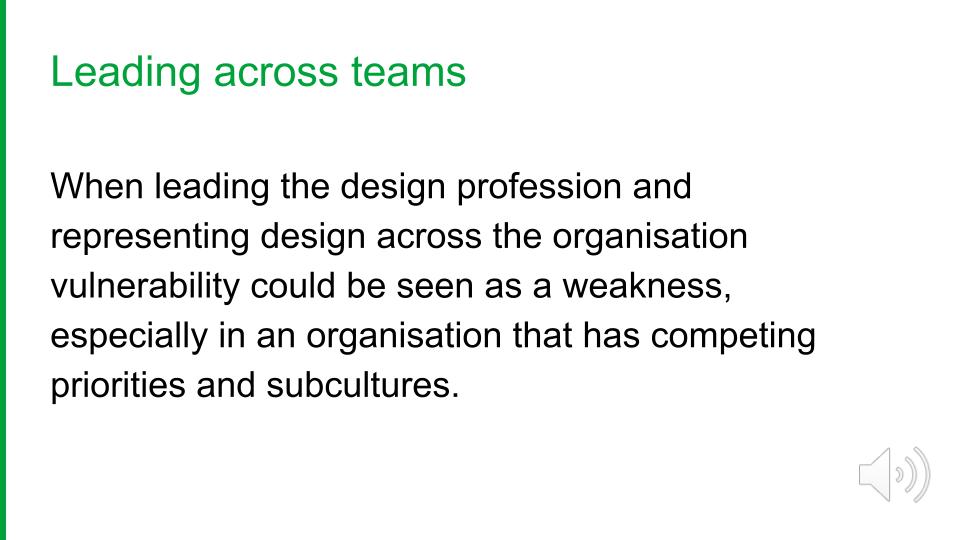 Leading across teams
When leading the design profession and
representing design across the organisation
vulnerability could be seen as a weakness,
especially in an organisation that has competing
priorities and subcultures.